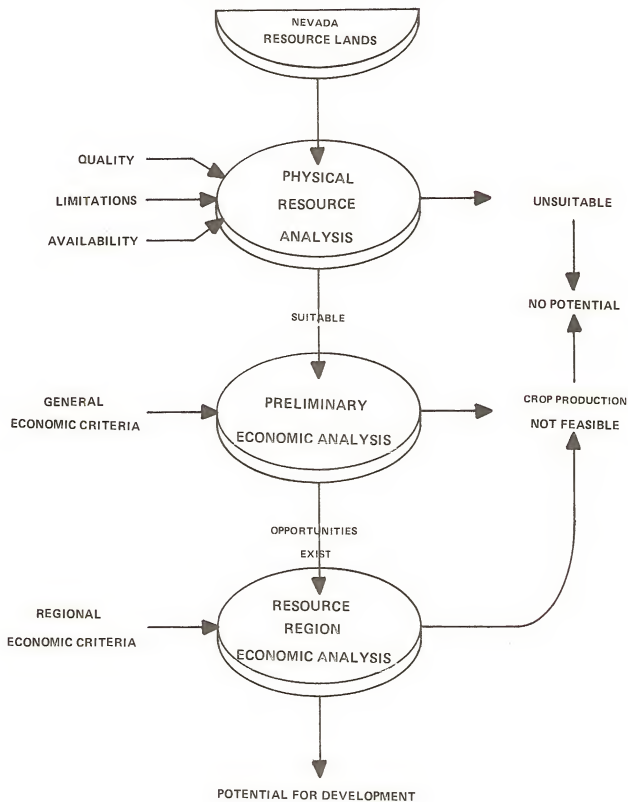 NEVADA
RESOURCE LANDS
QUALITY
LIMITATIONS
AVAILABILITY
PHYSICAL
RESOURCE
ANALYSIS
UNSUITABLE
NO POTENTIAL
SUITABLE
GENERAL
ECONOMIC CRITERIA
PRELIMINARY
ECONOMIC ANALYSIS
CROP PRODUCTION
NOT FEASIBLE
OPPORTUNITIES
EXIST
REGIONAL
ECONOMIC CRITERIA
RESOURCE
REGION
ECONOMIC ANALYSIS
POTENTIAL FOR DEVELOPMENT